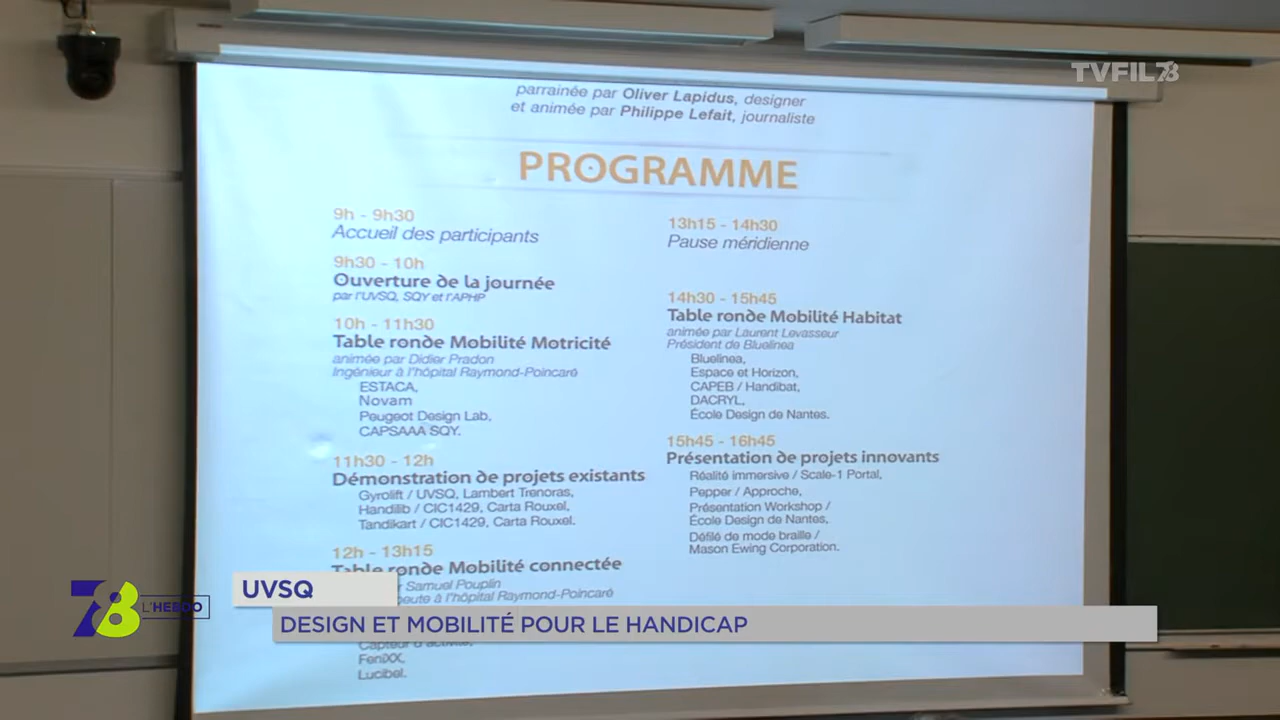 TVFIL78
parrainée par Oliver Lapidus, designer
et animée par Philippe Lefait, journaliste
PROGRAMME
9h - 9h30
Accueil des participants
9h30 - 10h
Ouverture de la journée
par l'UVSQ, SQY et l'APHP
10h - 11h30
Table ronde Mobilité Motricité
animée par Didier Pradon
Ingénieur à l'hôpital Raymond-Poincaré
ESTACA,
Novam
Peugeot Design Lab,
CAPSAAA SQY.
11h30 - 12h
Démonstration de projets existants
Gyrolift / UVSQ, Lambert Trenoras,
Handilib / CIC1429, Carta Rouxel,
Tandikart / CIC1429, Carta Rouxel.
12h - 13h15
Table ronde Mobilité connectée
Samuel Pouplin
à l'hôpital Raymond-Poincaré
Capteur d'activité,
FeniXX,
Lucibel.
13h15 - 14h30
Pause méridienne
14h30 - 15h45
Table ronde Mobilité Habitat
animée par Laurent Levasseur
Président de Bluelinea
Bluelinea,
Espace et Horizon,
CAPEB / Handibat,
DACRYL,
École Design de Nantes.
15h45 - 16h45
Présentation de projets innovants
Réalité immersive / Scale-1 Portal,
Pepper / Approche,
Présentation Workshop /
École Design de Nantes,
Défilé de mode braille /
Mason Ewing Corporation.
78 L'HEBDO
UVSQ
DESIGN ET MOBILITÉ POUR LE HANDICAP